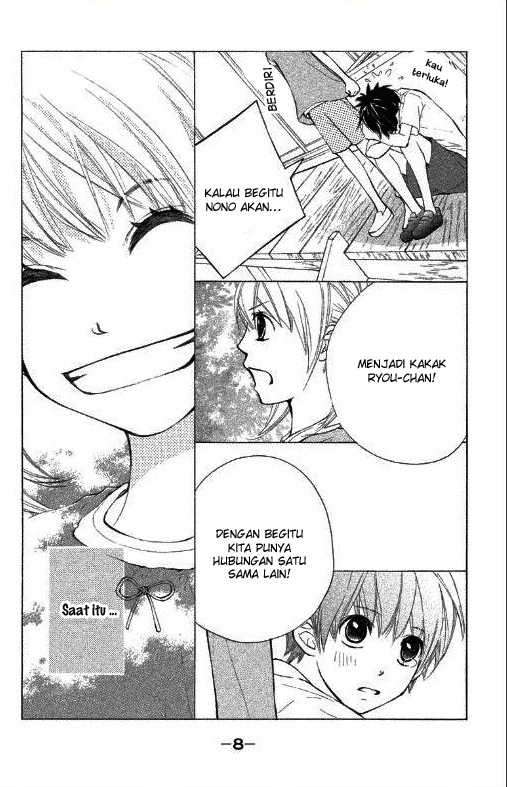 kau
terluka!
BERDIRI
KALAU BEGITU
NONO AKAN...
MENJADI KAKAK
RYOU-CHAN!
DENGAN BEGITU
KITA PUNYA
HUBUNGAN SATU
SAMA LAIN!
Saat itu ...
-8-